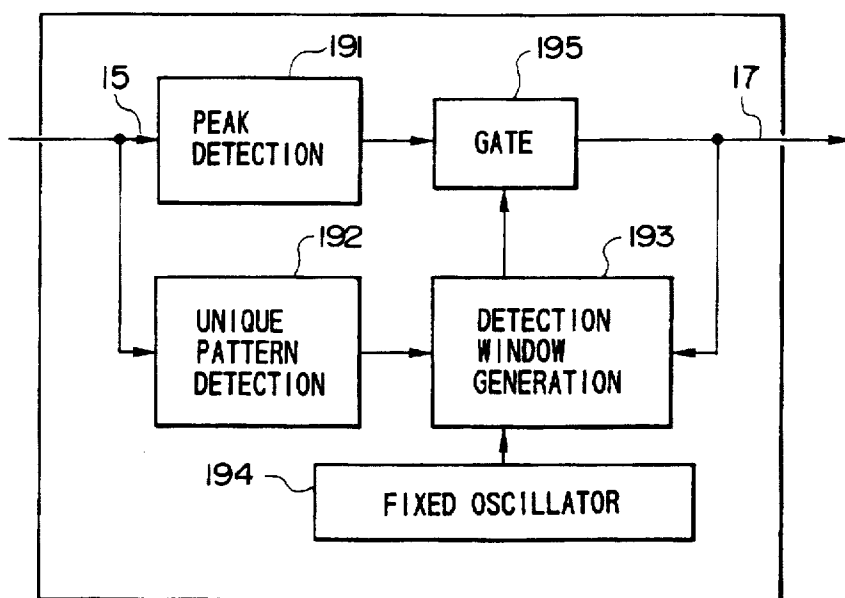 191
195
15
17
PEAK
DETECTION
GATE
192
193
UNIQUE
PATTERN
DETECTION
DETECTION
WINDOW
GENERATION
194
FIXED OSCILLATOR